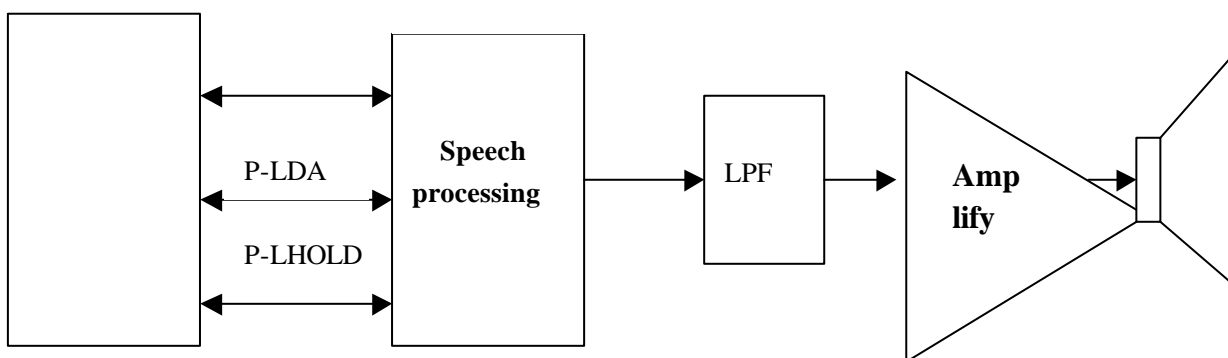 P-LDA
P-LHOLD
Speech
processing
LPF
Amp
lify